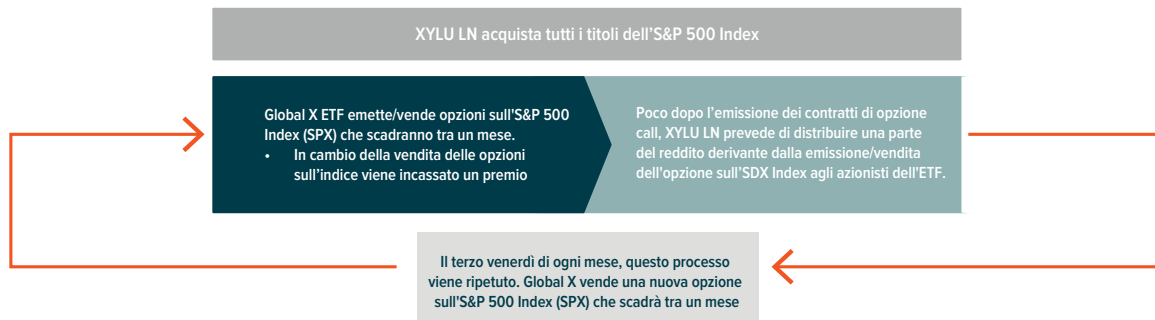 XYLU LN acquista tutti i titoli dell'S&P 500 Index
Global X ETF emette/vende opzioni sull'S&P 500
Index (SPX) che scadranno tra un mese.
• In cambio della vendita delle opzioni
sull'indice viene incassato un premio
Poco dopo l'emissione dei contratti di opzione
call, XYLU LN prevede di distribuire una parte
del reddito derivante dalla emissione/vendita
dell'opzione sull'SDX Index agli azionisti dell'ETF.
Il terzo venerdì di ogni mese, questo processo
viene ripetuto. Global X vende una nuova opzione
sull'S&P 500 Index (SPX) che scadrà tra un mese